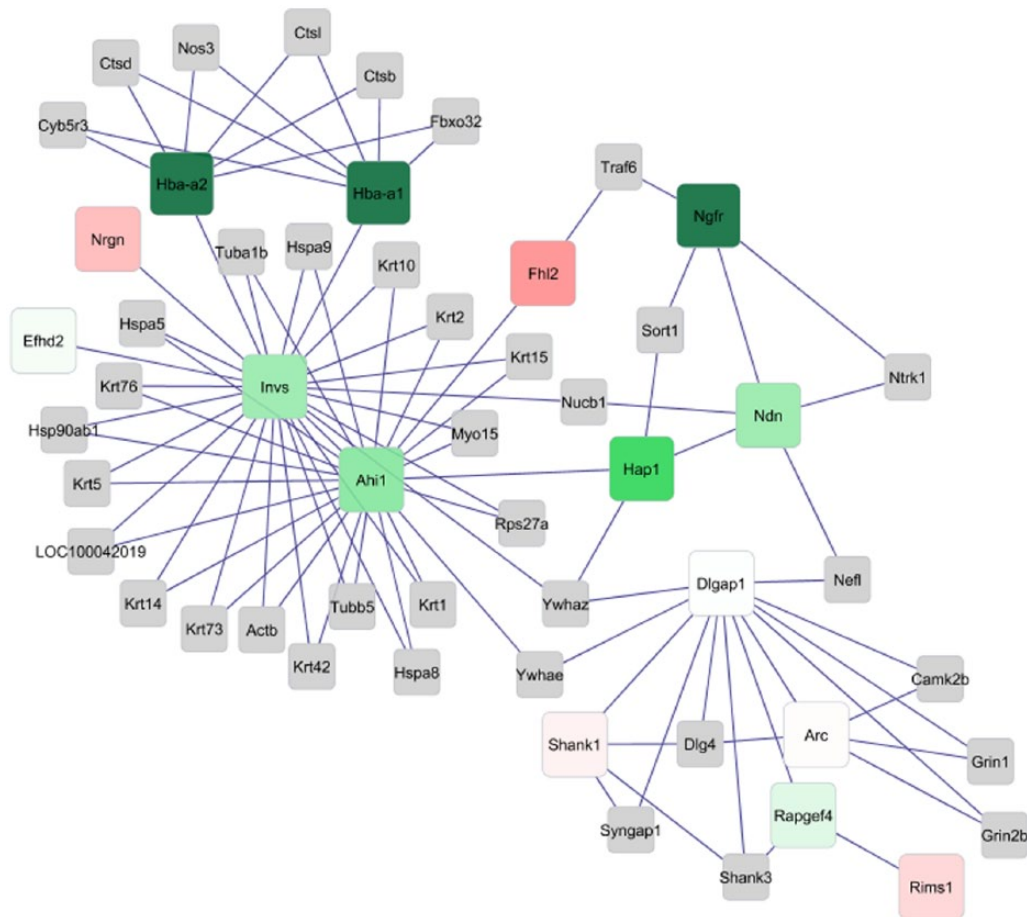 Ctsl
Nos3
Ctsd
Ctsb
Cyb5r3
Fbxo32
Traf6
Hba-a2
Hba-a1
Ngfr
Nrgn
Tuba1b
Hspa9
Krt10
Fhl2
Hspa5
Krt2
Sort1
Efhd2
Krt15
Ntrk1
Krt76
Invs
Nucb1
Ndn
Hsp90ab1
Myo15
Krt5
Ahi1
Hap1
Rps27a
LOC100042019
Dlgap1
Nefl
Krt14
Tubb5
Krt1
Ywhaz
Krt73
Actb
Krt42
Hspa8
Ywhae
Camk2b
Shank1
Dlg4
Arc
Grin1
Syngap1
Rapgef4
Grin2b
Shank3
Rims1